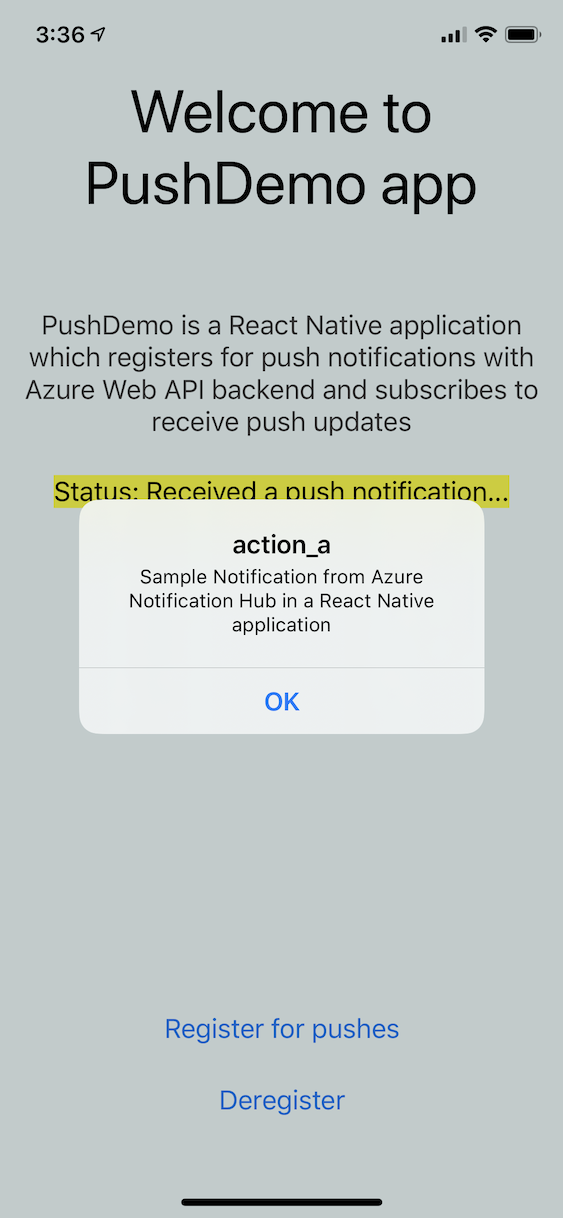 3:36
Welcome to
PushDemo app
PushDemo is a React Native application
which registers for push notifications with
Azure Web API backend and subscribes to
receive push updates
Status: Received a push notification...
action_a
Sample Notification from Azure
Notification Hub in a React Native
application
OK
Register for pushes
Deregister